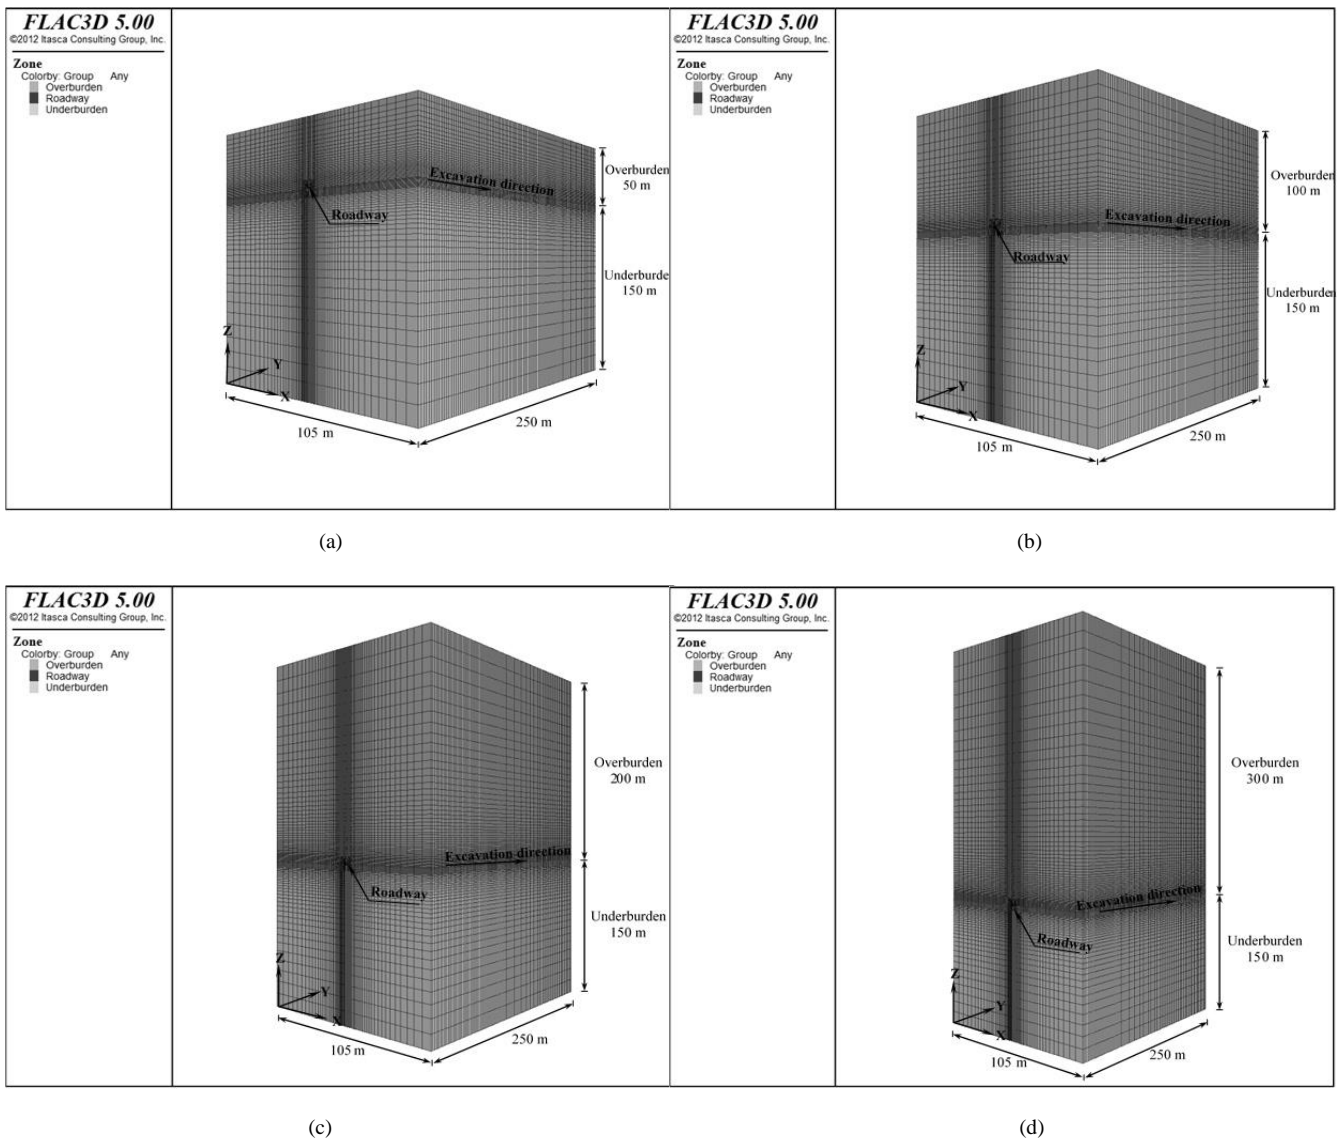 FLAC3D 5.00
©2012 Itasca Consulting Group, Inc.
Zone
Colorby: Group Any
Overburden
Roadway
Underburden
Overburden
50 m
Excavation direction
Roadway
Underburde
150 m
Z
Y
X
105 m
250 m
(a)
FLAC3D 5.00
©2012 Itasca Consulting Group, Inc.
Zone
Colorby: Group Any
Overburden
Roadway
Underburden
Overburden
100 m
Excavation direction
Roadway
Underburden
150 m
Z
Y
X
105 m
250 m
(b)
FLAC3D 5.00
©2012 Itasca Consulting Group, Inc.
Zone
Colorby: Group Any
Overburden
Roadway
Underburden
Overburden
200 m
Excavation direction
Roadway
Underburden
150 m
Z
Y
X
105 m
250 m
(c)
FLAC3D 5.00
©2012 Itasca Consulting Group, Inc.
Zone
Colorby: Group Any
Overburden
Roadway
Underburden
Overburden
300 m
Excavation direction
Roadway
Underburden
150 m
Z
Y
X
105 m
250 m
(d)